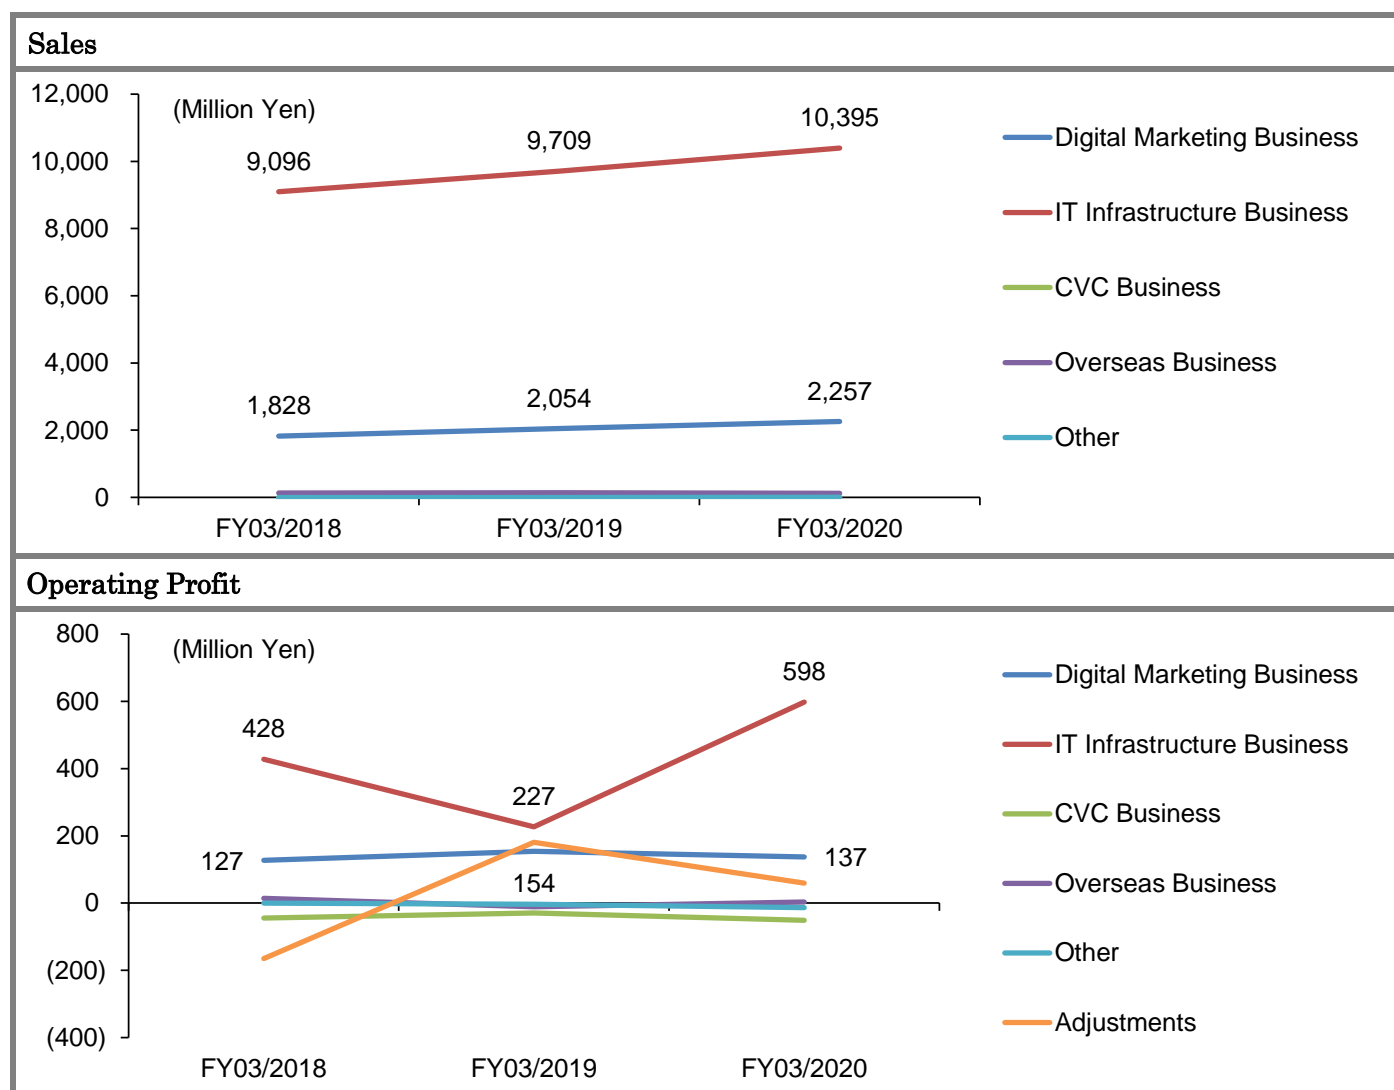 Sales
(Million Yen)
12,000
10,000
8,000
6,000
4,000
2,000
0
9,096
9,709
10,395
1,828
2,054
2,257
FY03/2018
FY03/2019
FY03/2020
Digital Marketing Business
IT Infrastructure Business
CVC Business
Overseas Business
Other
Operating Profit
(Million Yen)
800
600
400
200
0
(200)
(400)
428
227
598
127
154
137
FY03/2018
FY03/2019
FY03/2020
Digital Marketing Business
IT Infrastructure Business
CVC Business
Overseas Business
Other
Adjustments